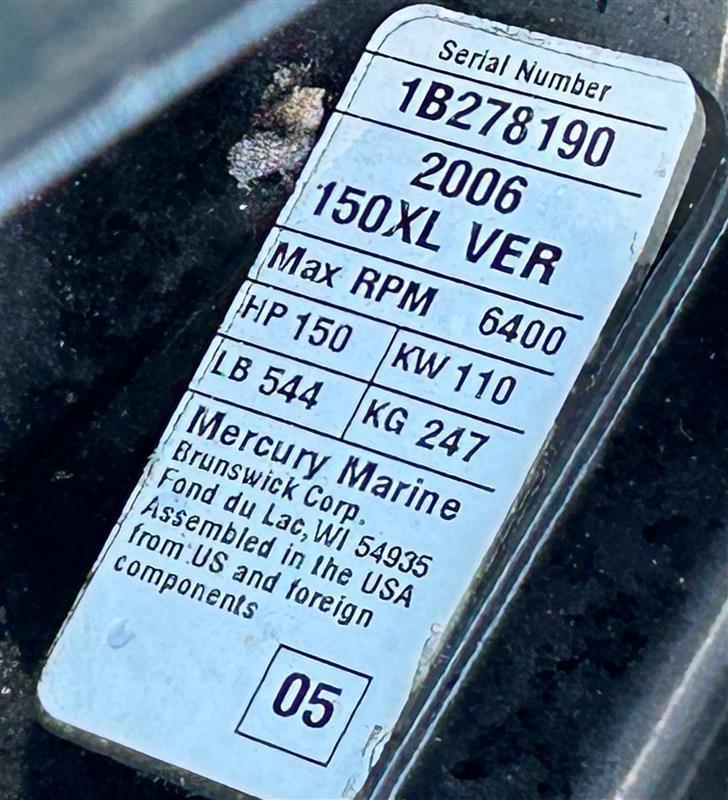 Serial Number
1B278190
2006
150XL VER
Max RPM 6400
HP 150 KW 110
LB 544 KG 247
Mercury Marine
Brunswick Corp.
Fond du Lac, WI 54935
Assembled in the USA
from US and foreign
components
05